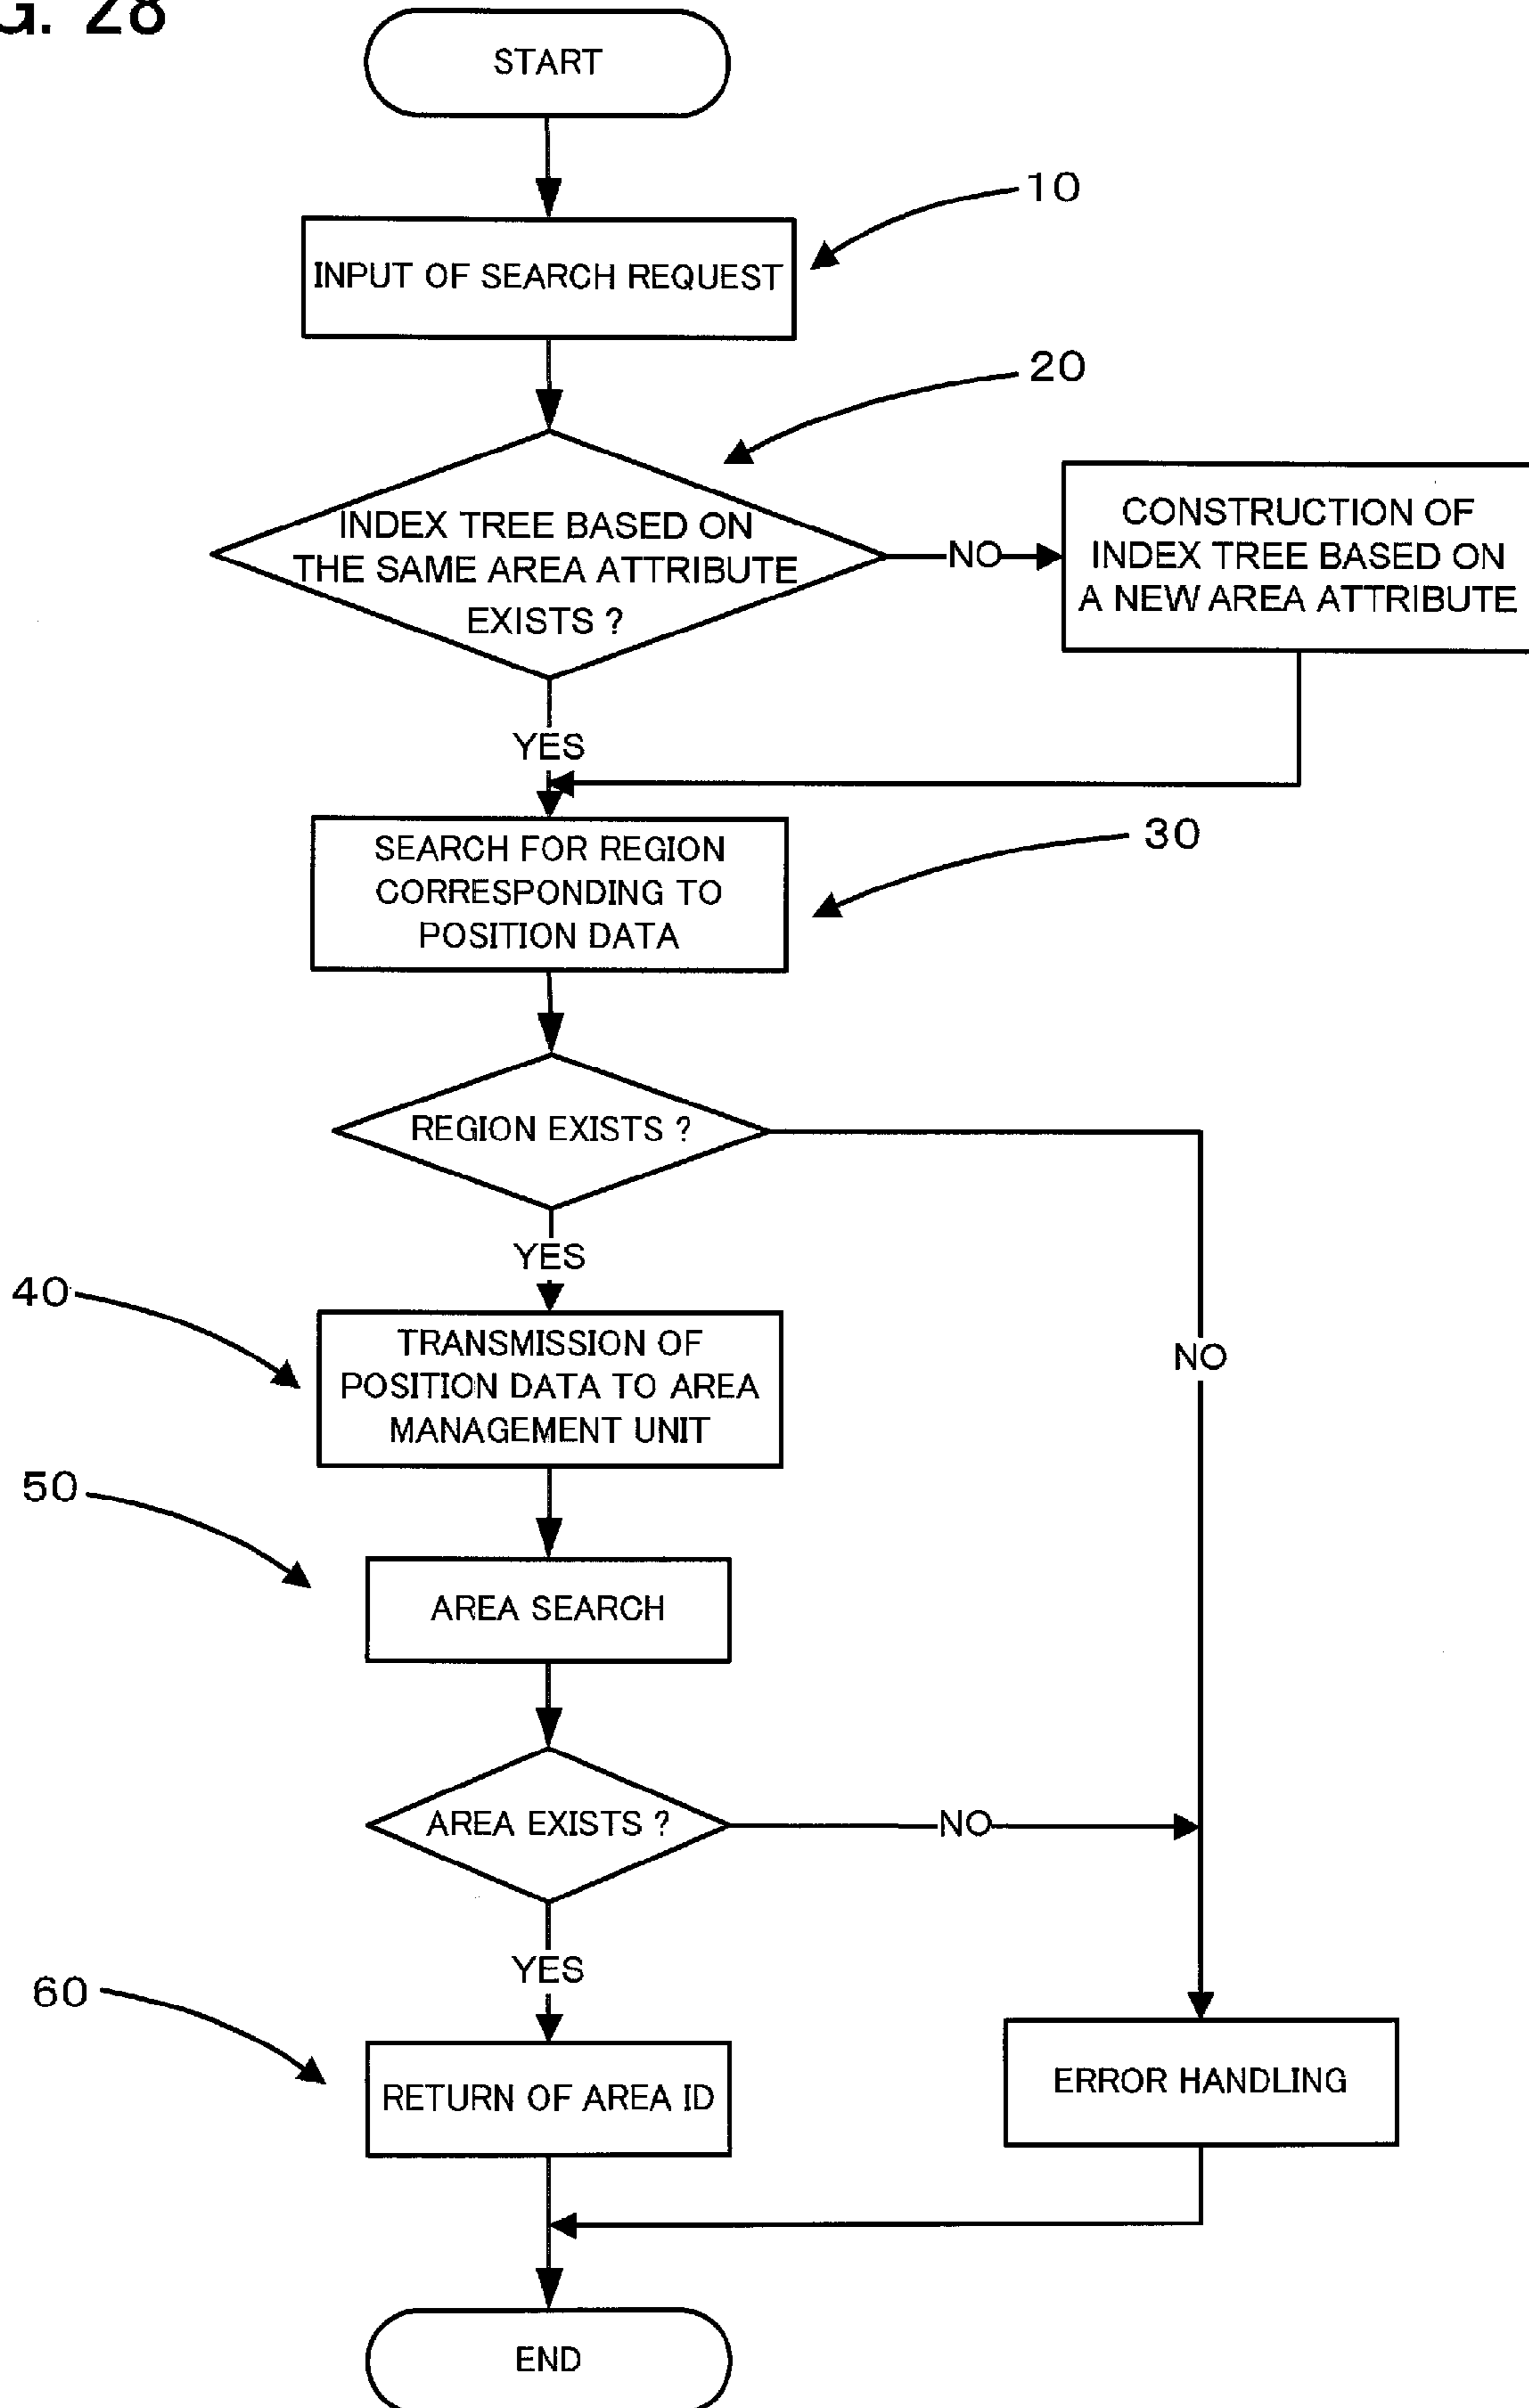 G. 28
START
10
INPUT OF SEARCH REQUEST
20
INDEX TREE BASED ON
THE SAME AREA ATTRIBUTE
EXISTS ?
NO
CONSTRUCTION OF
INDEX TREE BASED ON
A NEW AREA ATTRIBUTE
YES
30
SEARCH FOR REGION
CORRESPONDING TO
POSITION DATA
REGION EXISTS ?
YES
NO
40
TRANSMISSION OF
POSITION DATA TO AREA
MANAGEMENT UNIT
50
AREA SEARCH
AREA EXISTS ?
NO
YES
60
RETURN OF AREA ID
ERROR HANDLING
END